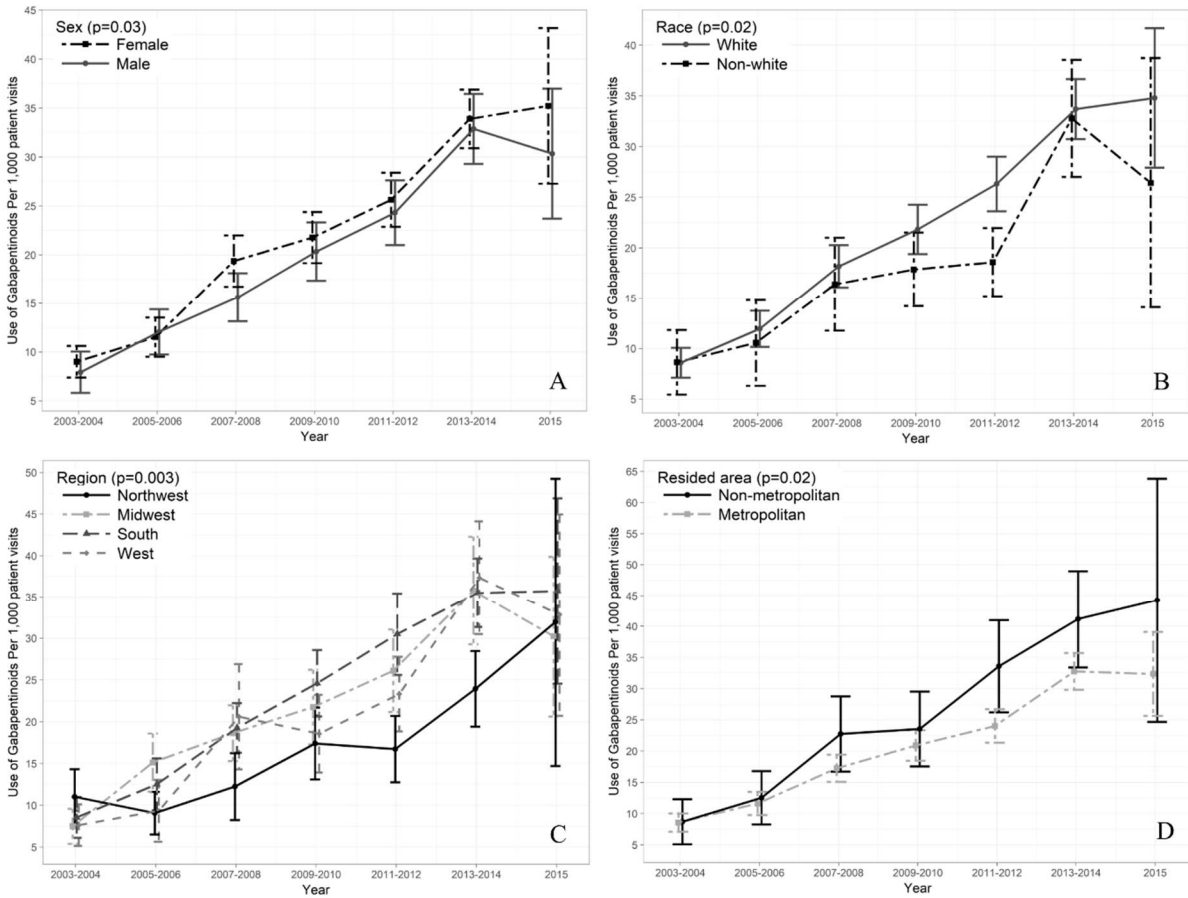 Sex (p=0.03)
Female
Male
Use of Gabapentinoids Per 1,000 patient visits
45
40
35
30
25
20
15
10
5
2003-2004 2005-2006 2007-2008 2009-2010 2011-2012 2013-2014 2015
Year
A
Race (p=0.02)
White
Non-white
Use of Gabapentinoids Per 1,000 patient visits
40
35
30
25
20
15
10
5
2003-2004 2005-2006 2007-2008 2009-2010 2011-2012 2013-2014 2015
Year
B
Region (p=0.003)
Northwest
Midwest
South
West
Use of Gabapentinoids Per 1,000 patient visits
50
45
40
35
30
25
20
15
10
5
2003-2004 2005-2006 2007-2008 2009-2010 2011-2012 2013-2014 2015
Year
C
Resided area (p=0.02)
Non-metropolitan
Metropolitan
Use of Gabapentinoids Per 1,000 patient visits
65
60
55
50
45
40
35
30
25
20
15
10
5
2003-2004 2005-2006 2007-2008 2009-2010 2011-2012 2013-2014 2015
Year
D